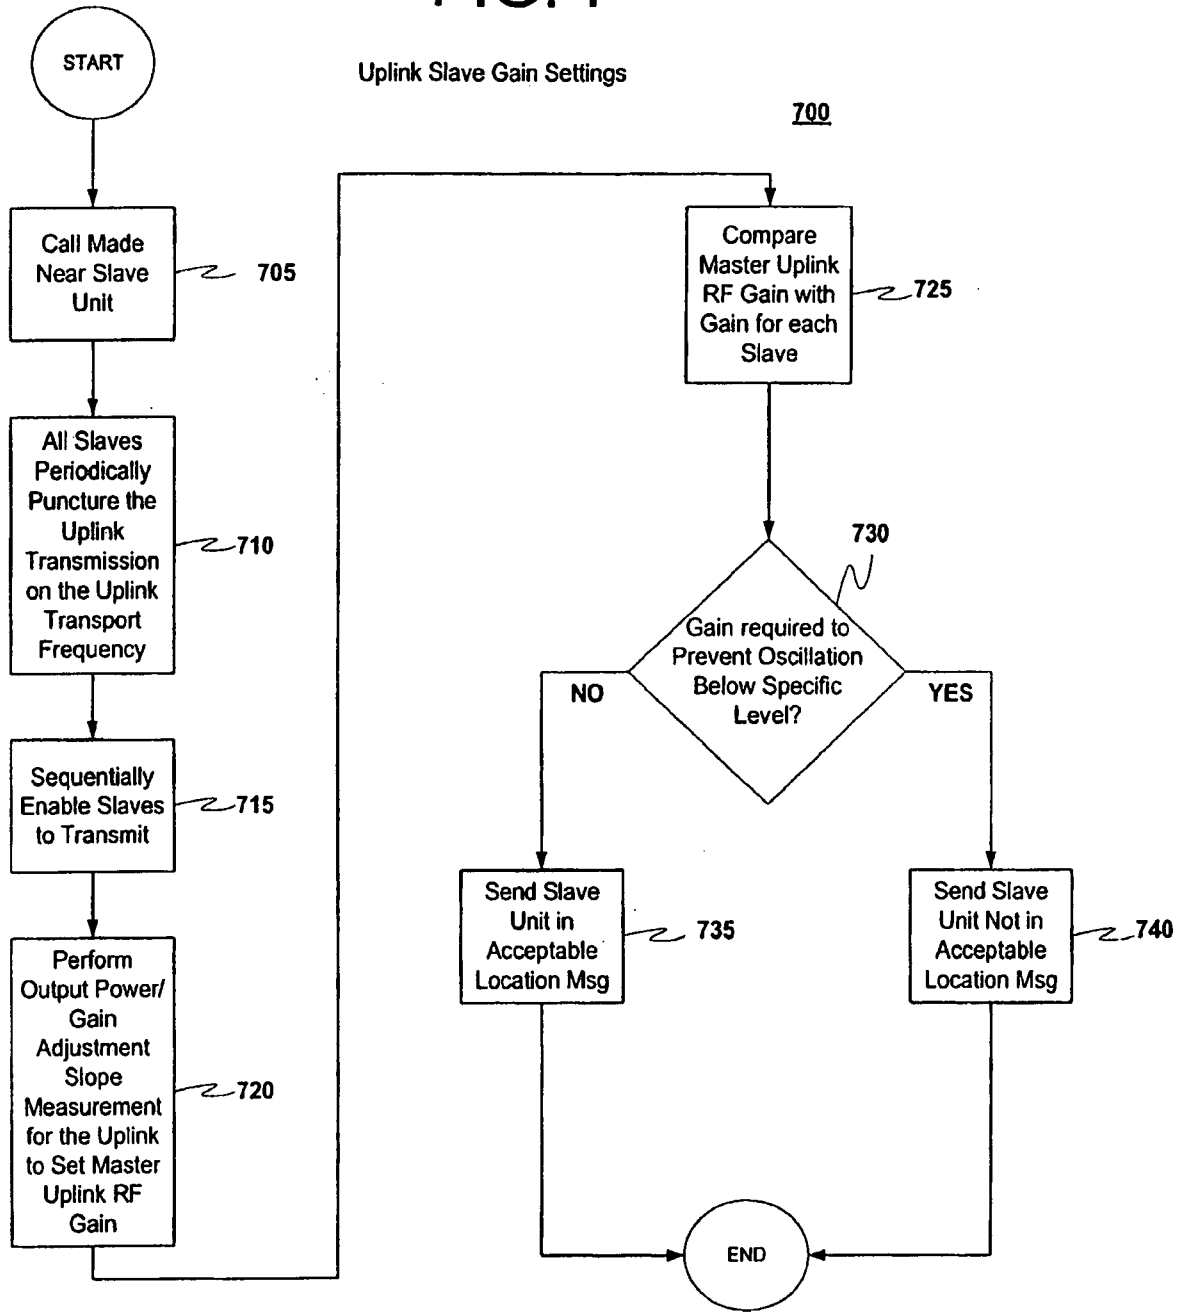 START
Uplink Slave Gain Settings
700
Call Made
Near Slave
Unit
705
All Slaves
Periodically
Puncture the
Uplink
Transmission
on the Uplink
Transport
Frequency
710
Sequentially
Enable Slaves
to Transmit
715
Perform
Output Power/
Gain
Adjustment
Slope
Measurement
for the Uplink
to Set Master
Uplink RF
Gain
720
Compare
Master Uplink
RF Gain with
Gain for each
Slave
725
730
Gain required to
Prevent Oscillation
Below Specific
Level?
NO
YES
Send Slave
Unit in
Acceptable
Location Msg
735
Send Slave
Unit Not in
Acceptable
Location Msg
740
END